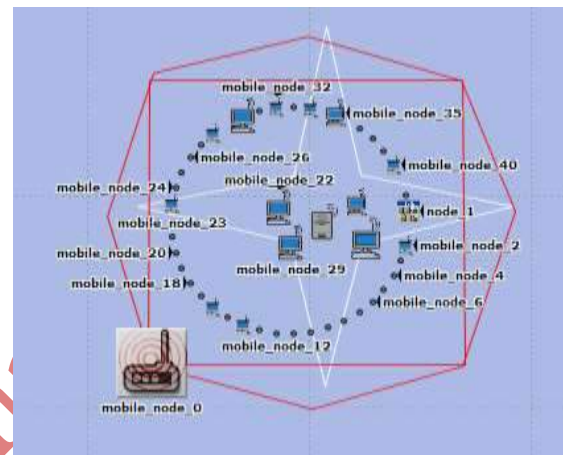 mobile_node_32
mobile_node_35
mobile_node_26
mobile_node_40
mobile_node_22
mobile_node_24
mobile_node_23
node_1
mobile_node_2
mobile_node_20
mobile_node_29
mobile_node_4
mobile_node_18
mobile_node_6
mobile_node_12
mobile_node_0